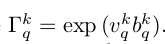 Γ_q^k = exp (v_q^k b_q^k).